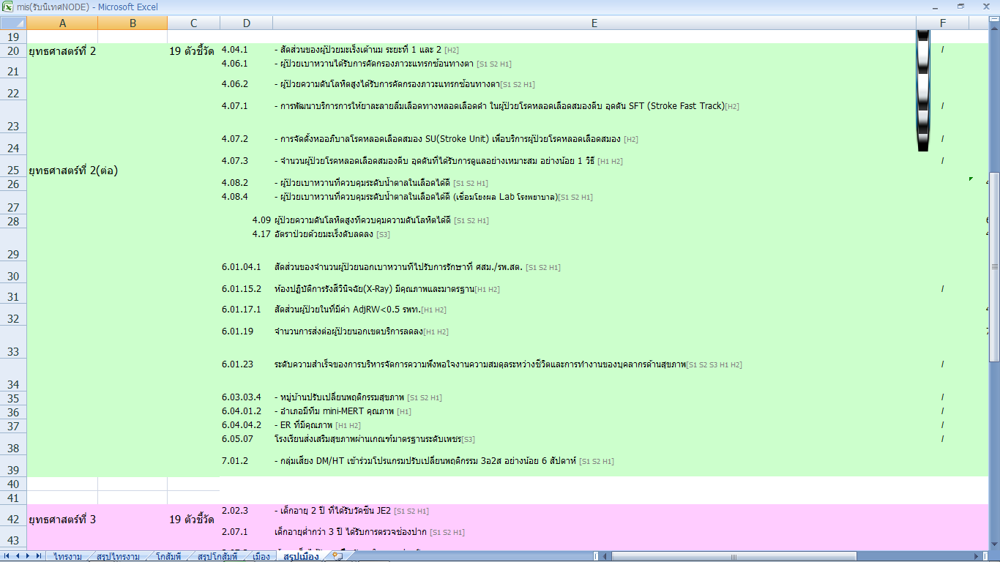 mis(รับนิเทศNODE) - Microsoft Excel
A B C D E F
19
20 ยุทธศาสตร์ที่ 2 19 ตัวชี้วัด 4.04.1 - สัดส่วนของผู้ป่วยมะเร็งเต้านม ระยะที่ 1 และ 2 [H2] /
21 4.06.1 - ผู้ป่วยเบาหวานได้รับการคัดกรองภาวะแทรกซ้อนทางตา [S1 S2 H1]
22 4.06.2 - ผู้ป่วยความดันโลหิตสูงได้รับการคัดกรองภาวะแทรกซ้อนทางตา[S1 S2 H1]
23 4.07.1 - การพัฒนาบริการการให้ยาละลายลิ่มเลือดทางหลอดเลือดดำ ในผู้ป่วยโรคหลอดเลือดสมองตีบ อุดตัน SFT (Stroke Fast Track)[H2] /
24 4.07.2 - การจัดตั้งหออภิบาลโรคหลอดเลือดสมอง SU(Stroke Unit) เพื่อบริการผู้ป่วยโรคหลอดเลือดสมอง [H2] /
25 ยุทธศาสตร์ที่ 2(ต่อ) 4.07.3 - จำนวนผู้ป่วยโรคหลอดเลือดสมองตีบ อุดตันที่ได้รับการดูแลอย่างเหมาะสม อย่างน้อย 1 วิธี [H1 H2] /
26 4.08.2 - ผู้ป่วยเบาหวานที่ควบคุมระดับน้ำตาลในเลือดได้ดี [S1 S2 H1]
27 4.08.4 - ผู้ป่วยเบาหวานที่ควบคุมระดับน้ำตาลในเลือดได้ดี (เชื่อมโยงผล Lab โรงพยาบาล)[S1 S2 H1]
28 4.09 ผู้ป่วยความดันโลหิตสูงที่ควบคุมความดันโลหิตได้ดี [S1 S2 H1]
29 4.17 อัตราป่วยด้วยมะเร็งตับลดลง [S3]
30 6.01.04.1 สัดส่วนของจำนวนผู้ป่วยนอกเบาหวานที่ไปรับการรักษาที่ ศสม./รพ.สต. [S1 S2 H1]
31 6.01.15.2 ห้องปฏิบัติการรังสีวินิจฉัย(X-Ray) มีคุณภาพและมาตรฐาน[H1 H2] /
32 6.01.17.1 สัดส่วนผู้ป่วยในที่มีค่า AdjRW<0.5 รพท.[H1 H2]
33 6.01.19 จำนวนการส่งต่อผู้ป่วยนอกเขตบริการลดลง[H1 H2]
34 6.01.23 ระดับความสำเร็จของการบริหารจัดการความพึงพอใจงานความสมดุลระหว่างชีวิตและการทำงานของบุคลากรด้านสุขภาพ[S1 S2 S3 H1 H2] /
35 6.03.03.4 - หมู่บ้านปรับเปลี่ยนพฤติกรรมสุขภาพ [S1 S2 H1] /
36 6.04.01.2 - อำเภอมีทีม mini-MERT คุณภาพ [H1] /
37 6.04.04.2 - ER ที่มีคุณภาพ [H1 H2] /
38 6.05.07 โรงเรียนส่งเสริมสุขภาพผ่านเกณฑ์มาตรฐานระดับเพชร[S3] /
39 7.01.2 - กลุ่มเสี่ยง DM/HT เข้าร่วมโปรแกรมปรับเปลี่ยนพฤติกรรม 3อ2ส อย่างน้อย 6 สัปดาห์ [S1 S2 H1]
40
41
42 ยุทธศาสตร์ที่ 3 19 ตัวชี้วัด 2.02.3 - เด็กอายุ 2 ปี ที่ได้รับวัคซีน JE2 [S1 S2 H1]
43 2.07.1 เด็กอายุต่ำกว่า 3 ปี ได้รับการตรวจช่องปาก [S1 S2 H1]
ไทรงาม สรุปไทรงาม โกสัมพี สรุปโกสัมพี เมือง สรุปเมือง